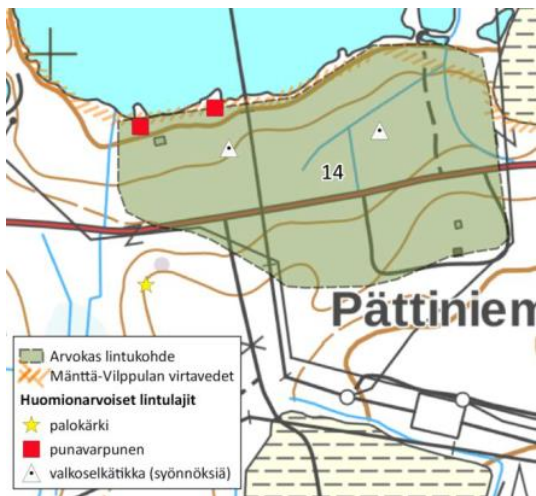 14
Pättiniem
Arvokas lintukohde
Mänttä-Vilppulan virtavedet
Huomionarvoiset lintulajit
palokärki
punavarpunen
valkoselkätikka (syönnöksiä)